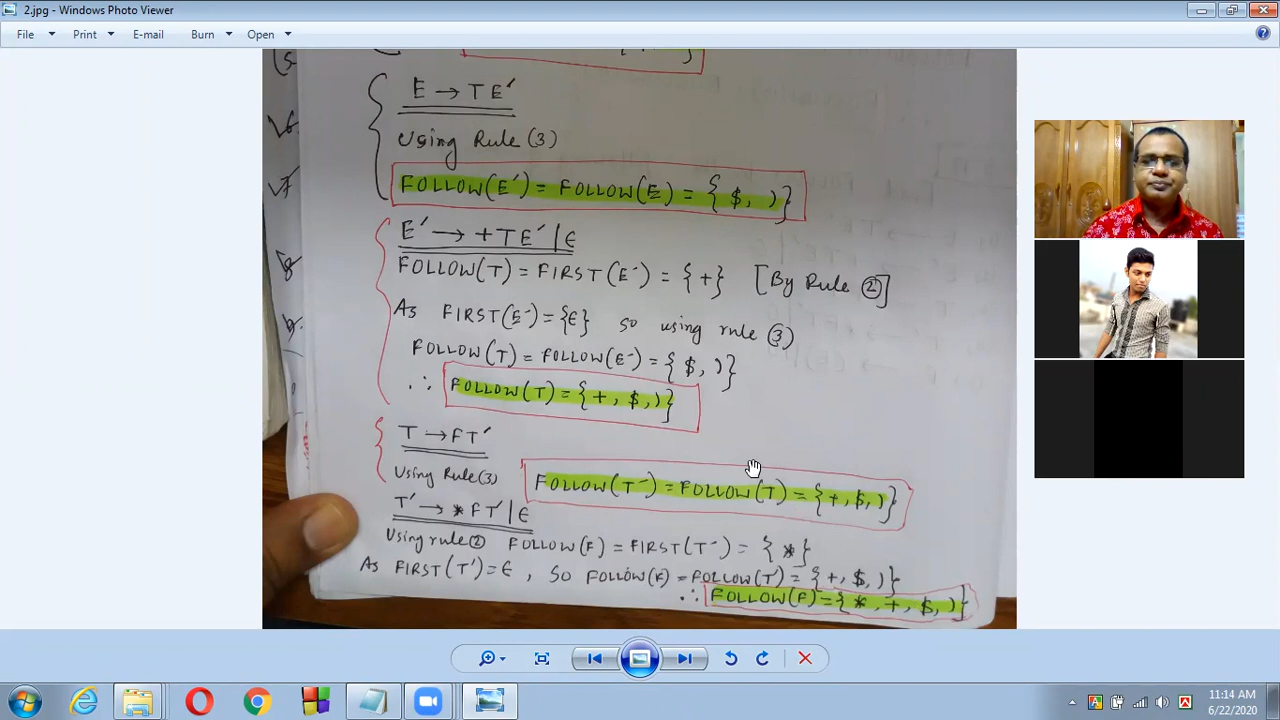 2.jpg - Windows Photo Viewer
File Print E-mail Burn Open
E → TE′
Using Rule (3)
FOLLOW(E′) = FOLLOW(E) = { $, ) }
E′ → +TE′ | ϵ
FOLLOW(T) = FIRST(E′) = {+} [By Rule ②]
As FIRST(E′) = {ϵ} so using rule (3)
FOLLOW(T) = FOLLOW(E′) = { $, ) }
∴ FOLLOW(T) = { +, $, ) }
T → FT′
Using Rule (3) FOLLOW(T′) = FOLLOW(T) = { +, $, ) }
T′ → *FT′ | ϵ
Using rule ② FOLLOW(F) = FIRST(T′) = { * }
As FIRST(T′) = ϵ, so FOLLOW(F) = FOLLOW(T′) = { +, $, ) }
∴ FOLLOW(F) = { *, +, $, ) }
11:14 AM
6/22/2020